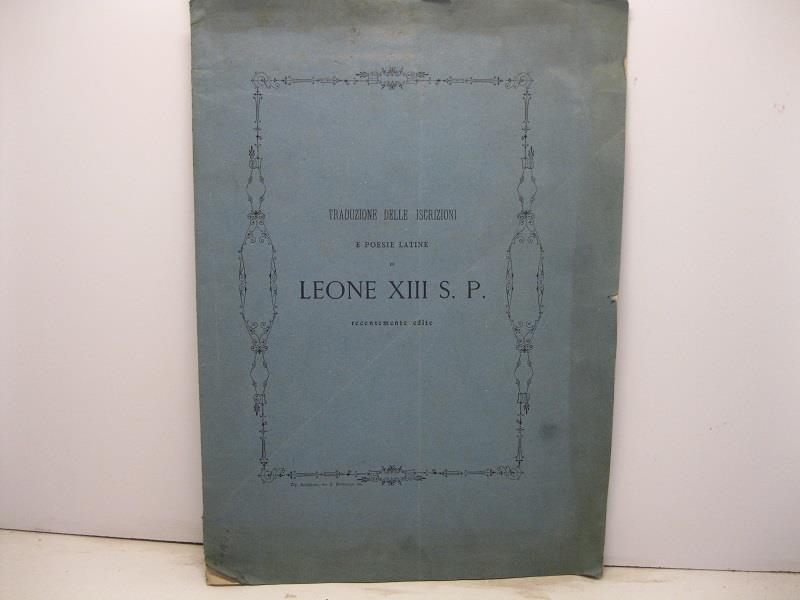 TRADUZIONE DELLE ISCRIZIONI
E POESIE LATINE
DI
LEONE XIII S. P.
recentemente edite